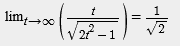 lim_{t→∞} ( t / √(2t² − 1) ) = 1 / √2